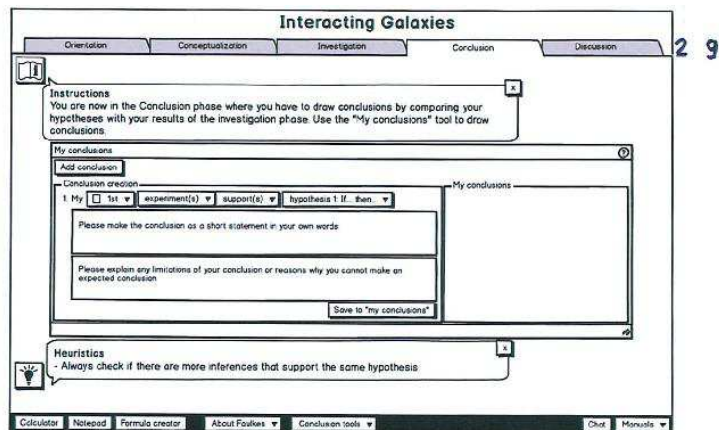 Interacting Galaxies
Orientation Conceptualization Investigation Conclusion Discussion
2 9
Instructions
x
You are now in the Conclusion phase where you have to draw conclusions by comparing your
hypotheses with your results of the investigation phase. Use the "My conclusions" tool to draw
conclusions.
My conclusions
?
Add conclusion
Conclusion creation
My conclusions
1. My 1st experiment(s) support(s) hypothesis 1: If... then...
Please make the conclusion as a short statement in your own words
Please explain any limitations of your conclusion or reasons why you cannot make an
expected conclusion
Save to "my conclusions"
Heuristics
x
- Always check if there are more inferences that support the same hypothesis
Calculator Notepad Formula creator About Faulkes Conclusion tools Chat Manuals